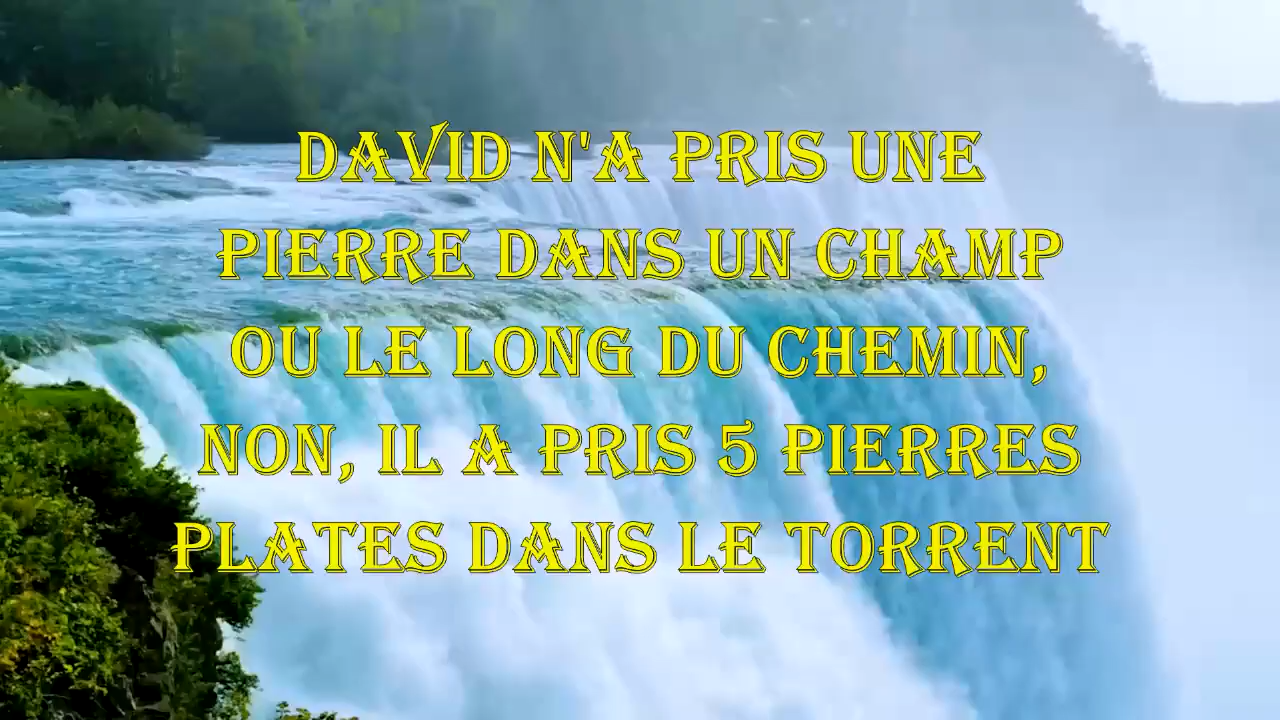 DAVID N'A PRIS UNE
PIERRE DANS UN CHAMP
OU LE LONG DU CHEMIN,
NON, IL A PRIS 5 PIERRES
PLATES DANS LE TORRENT